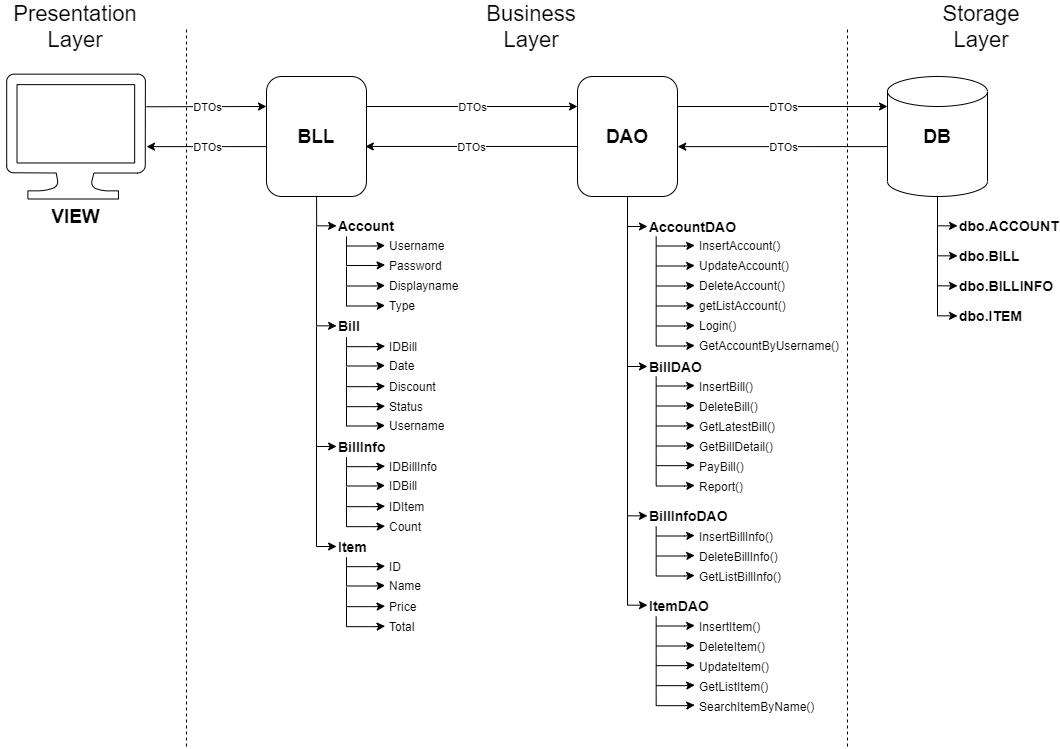 Presentation
Layer
Business
Layer
Storage
Layer
DTOs
DTOs
DTOs
DTOs
DTOs
DTOs
VIEW
BLL
DAO
DB
Account
Username
Password
Displayname
Type
Bill
IDBill
Date
Discount
Status
Username
BillInfo
IDBillInfo
IDBill
IDItem
Count
Item
ID
Name
Price
Total
AccountDAO
InsertAccount()
UpdateAccount()
DeleteAccount()
getListAccount()
Login()
GetAccountByUsername()
BillDAO
InsertBill()
DeleteBill()
GetLatestBill()
GetBillDetail()
PayBill()
Report()
BillInfoDAO
InsertBillInfo()
DeleteBillInfo()
GetListBillInfo()
ItemDAO
InsertItem()
DeleteItem()
UpdateItem()
GetListItem()
SearchItemByName()
dbo.ACCOUNT
dbo.BILL
dbo.BILLINFO
dbo.ITEM